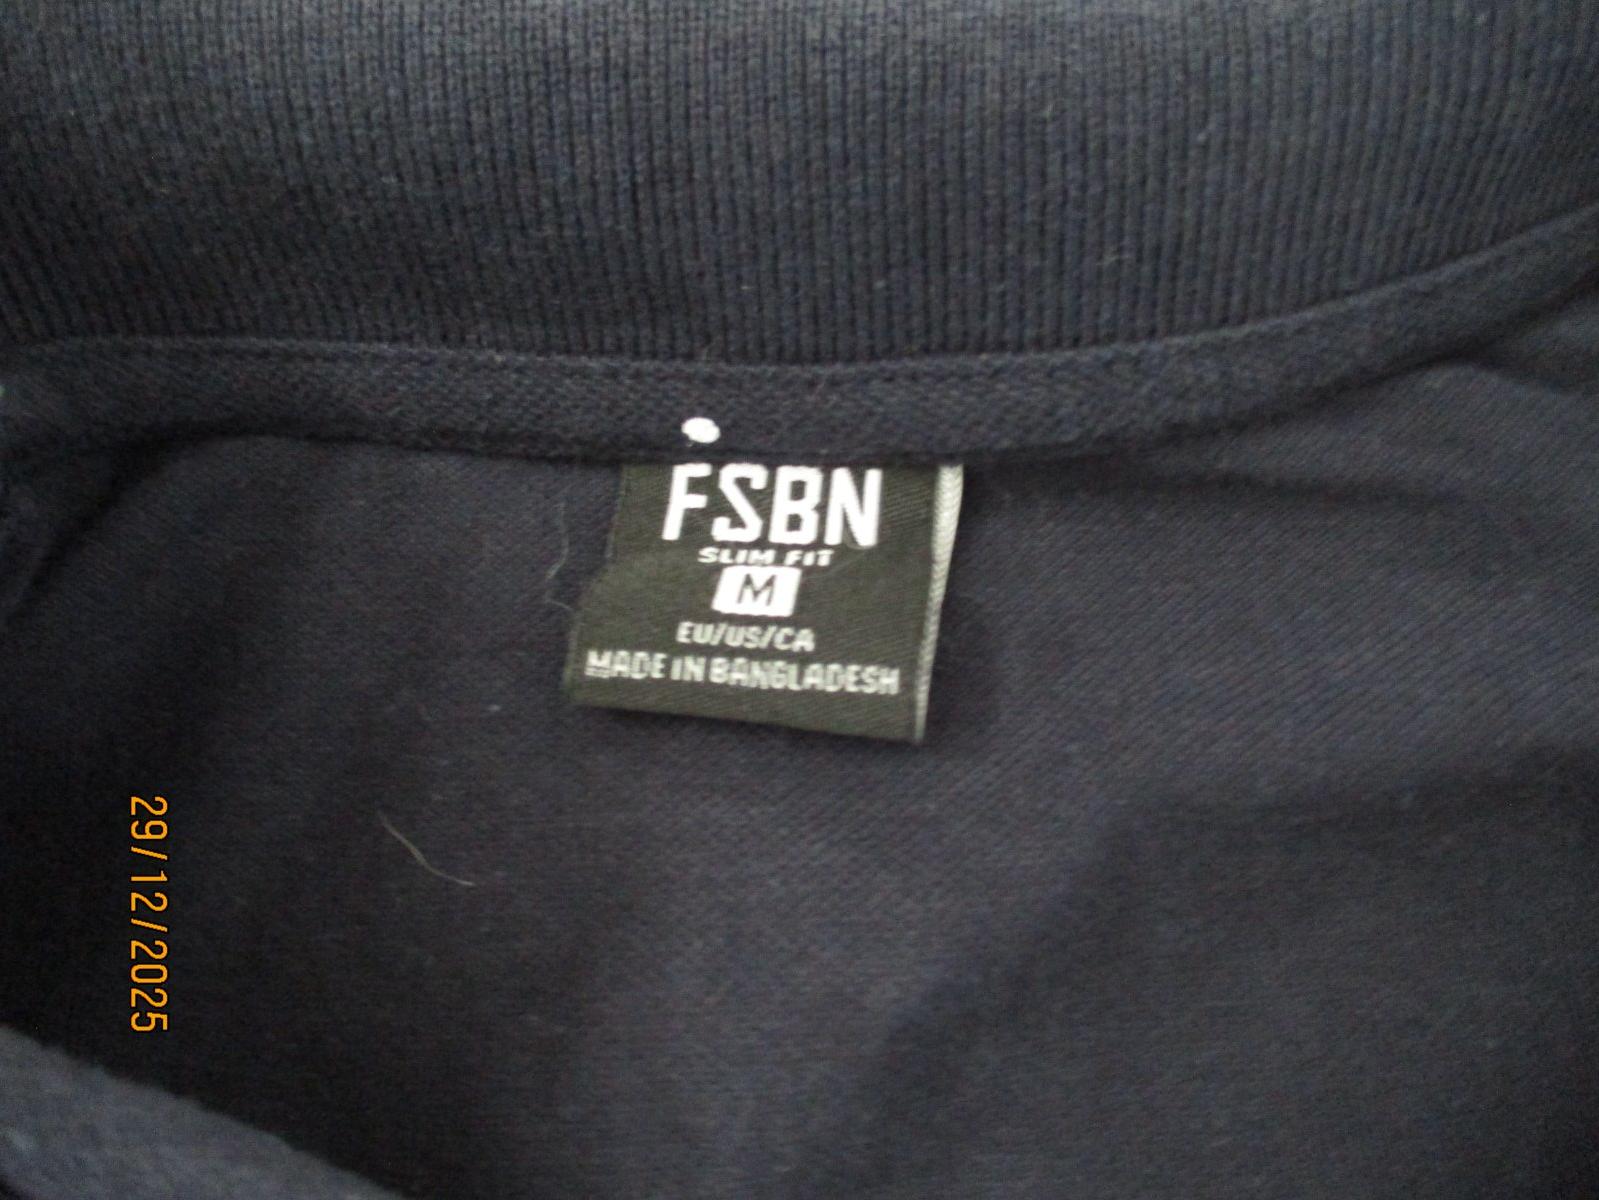 FSBN
SLIM FIT
M
EU/US/CA
MADE IN BANGLADESH
29/12/2025